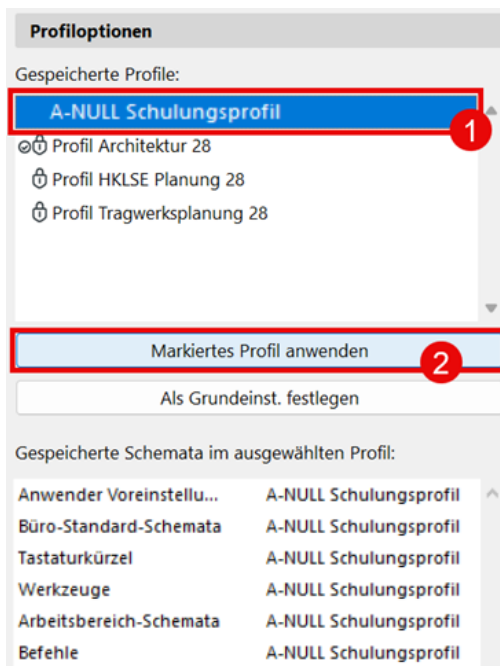 Profiloptionen
Gespeicherte Profile:
A-NULL Schulungsprofil
1
Profil Architektur 28
Profil HKLSE Planung 28
Profil Tragwerksplanung 28
Markiertes Profil anwenden
2
Als Grundeinst. festlegen
Gespeicherte Schemata im ausgewählten Profil:
Anwender Voreinstellu... A-NULL Schulungsprofil
Büro-Standard-Schemata A-NULL Schulungsprofil
Tastaturkürzel A-NULL Schulungsprofil
Werkzeuge A-NULL Schulungsprofil
Arbeitsbereich-Schemata A-NULL Schulungsprofil
Befehle A-NULL Schulungsprofil